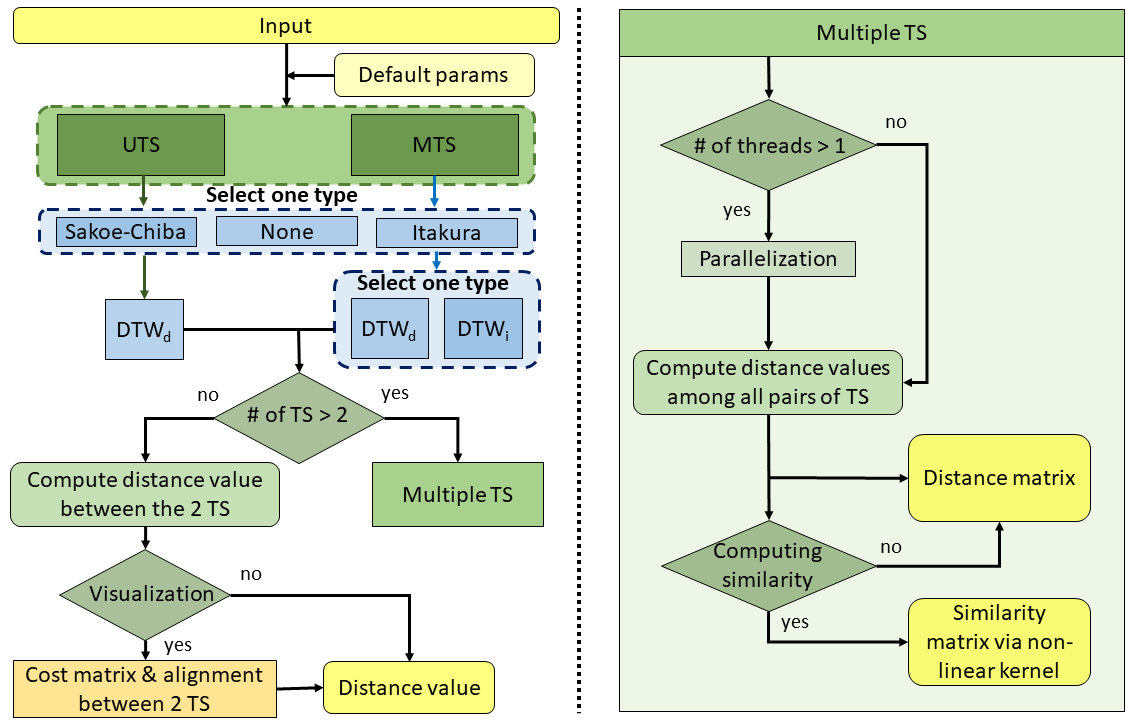 Input
Default params
UTS
MTS
Select one type
Sakoe-Chiba
None
Itakura
Select one type
DTWd
DTWd
DTWi
# of TS > 2
no
yes
Compute distance value
between the 2 TS
Multiple TS
Visualization
no
yes
Cost matrix & alignment
between 2 TS
Distance value
Multiple TS
# of threads > 1
no
yes
Parallelization
Compute distance values
among all pairs of TS
Distance matrix
Computing
similarity
no
yes
Similarity
matrix via non-
linear kernel